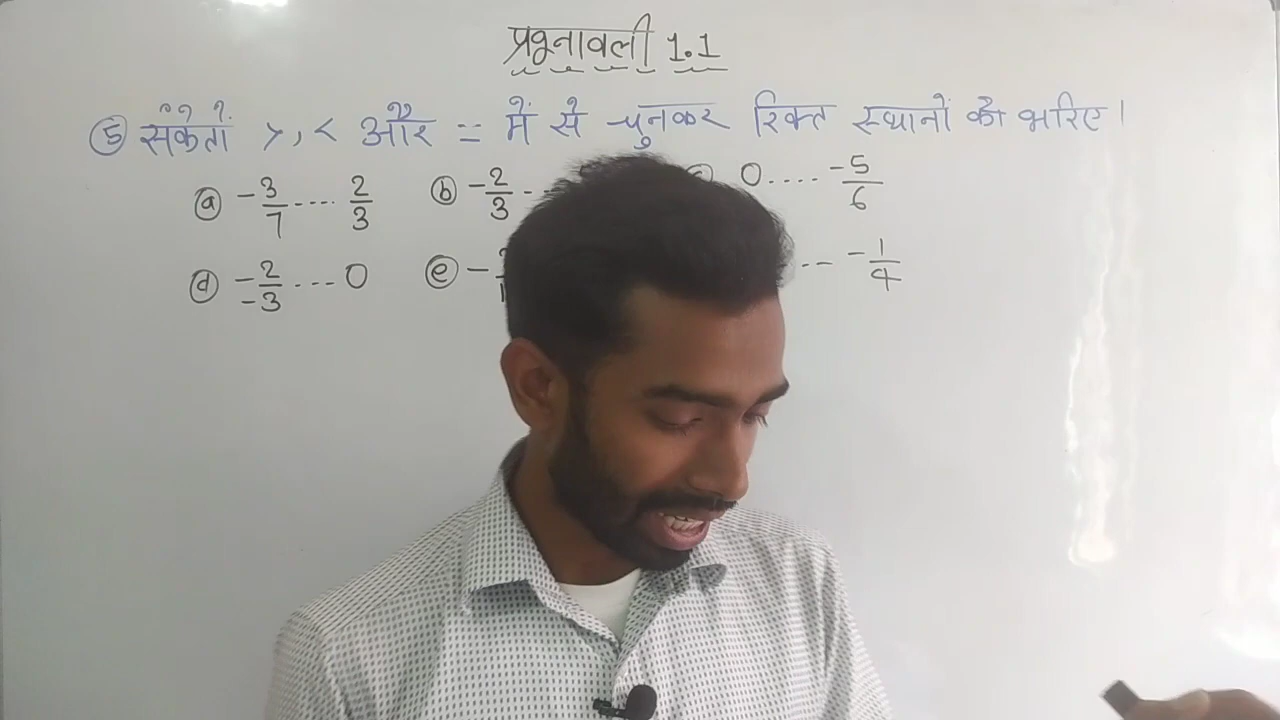 प्रश्नावली 1.1
⑤ संकेतों >, < और = में से चुनकर रिक्त स्थानों को भरिए।
ⓐ -3/7 .... 2/3 ⓑ -2/3 .. ⓒ 0 .... -5/6
ⓓ -2/-3 ... 0 ⓔ - ... -1/4